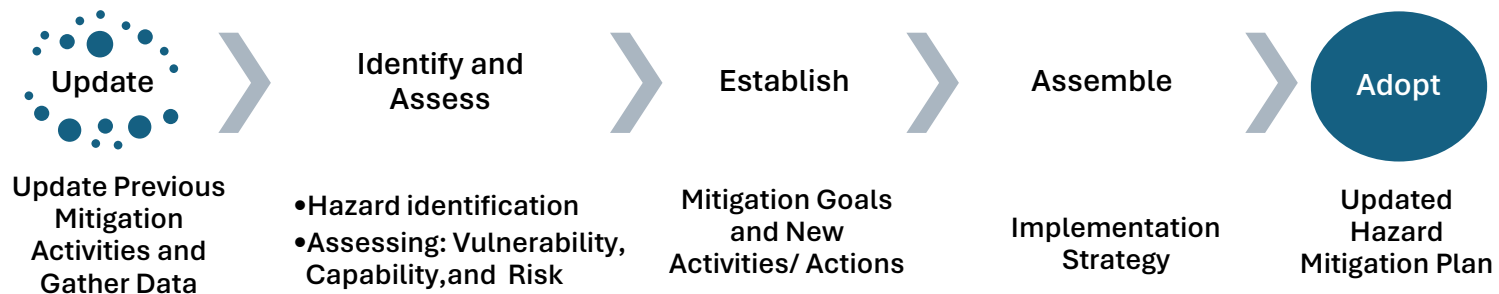 Update
Identify and
Assess
Establish
Assemble
Adopt
Update Previous
Mitigation
Activities and
Gather Data
•Hazard identification
•Assessing: Vulnerability,
Capability,and Risk
Mitigation Goals
and New
Activities/ Actions
Implementation
Strategy
Updated
Hazard
Mitigation Plan